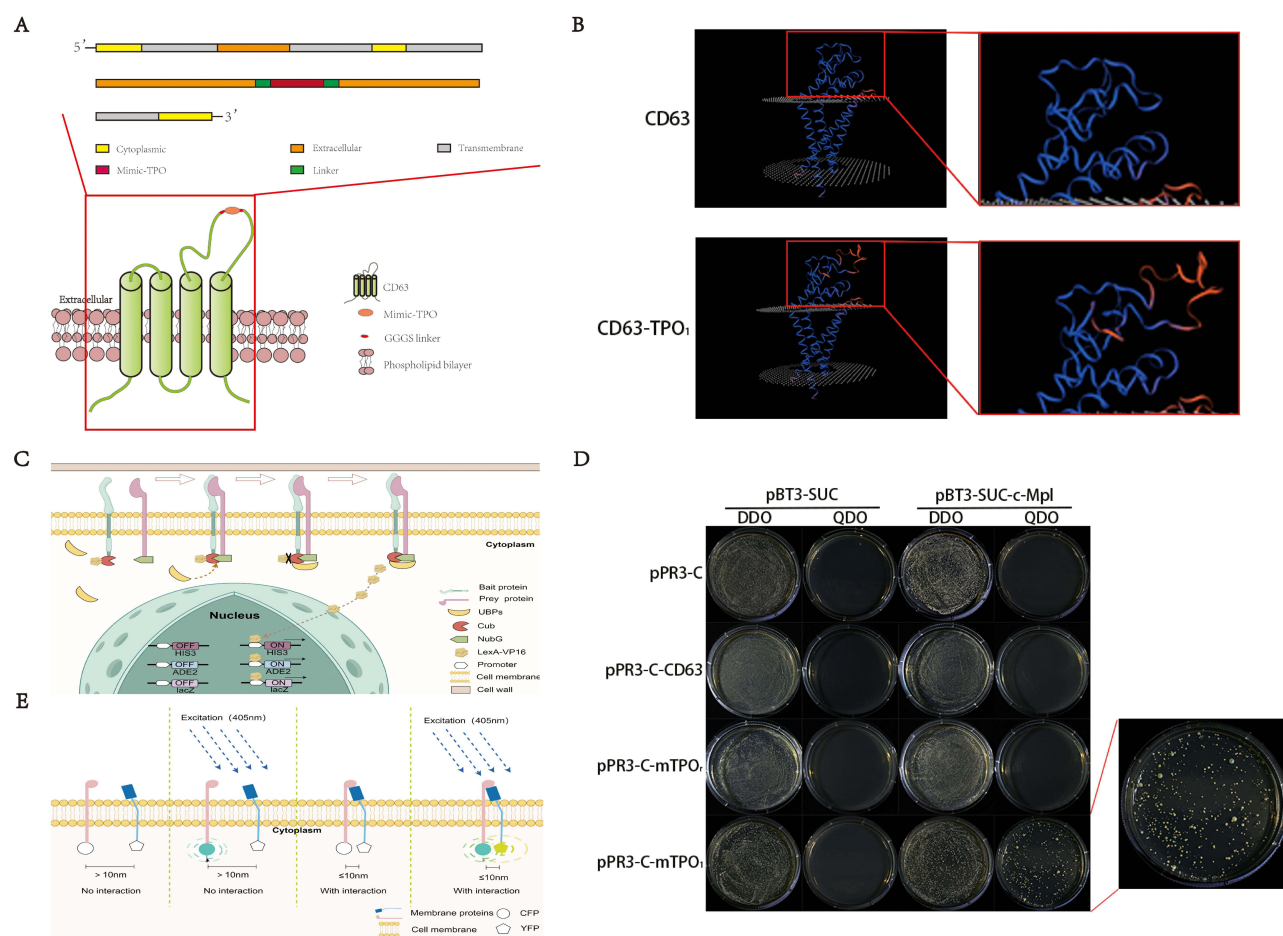 A
5'
3'
Cytoplasmic
Extracellular
Transmembrane
Mimic-TPO
Linker
Extracellular
CD63
Mimic-TPO
GGGS linker
Phospholipid bilayer
B
CD63
CD63-TPO₁
C
Cytoplasm
Nucleus
OFF
HIS3
ON
HIS3
OFF
ADE2
ON
ADE2
OFF
lacZ
ON
lacZ
Bait protein
Prey protein
UBPs
Cub
NubG
LexA-VP16
Promoter
Cell membrane
Cell wall
D
pBT3-SUC
pBT3-SUC-c-Mpl
DDO
QDO
DDO
QDO
pPR3-C
pPR3-C-CD63
pPR3-C-mTPOᵣ
pPR3-C-mTPO₁
E
Excitation (405nm)
Excitation (405nm)
Cytoplasm
> 10nm
No interaction
> 10nm
No interaction
≤10nm
With interaction
≤10nm
With interaction
Membrane proteins
CFP
Cell membrane
YFP